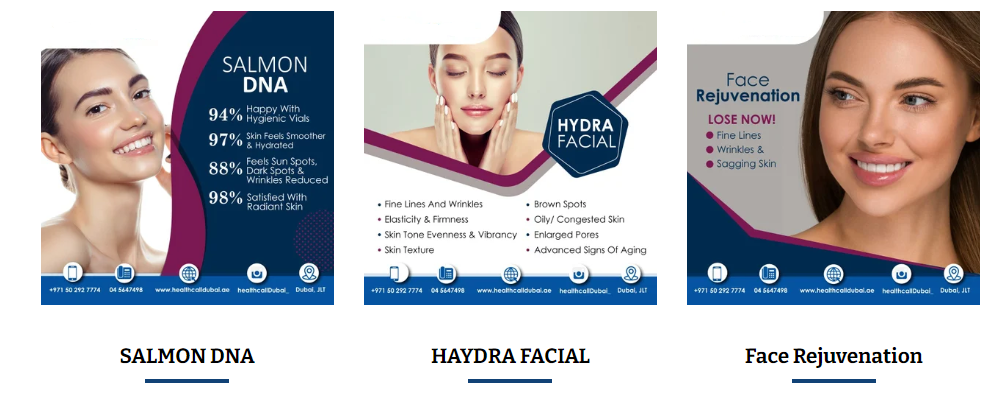 SALMON
DNA
94% Happy With
Hygienic Vials
97% Skin Feels Smoother
& Hydrated
88% Feels Sun Spots,
Dark Spots &
Wrinkles Reduced
98% Satisfied With
Radiant Skin
+971 50 292 7774 04 5647498 www.healthcalldubai.ae healthcallDubai_ Dubai, JLT
SALMON DNA
HYDRA
FACIAL
• Fine Lines And Wrinkles
• Elasticity & Firmness
• Skin Tone Evenness & Vibrancy
• Skin Texture
• Brown Spots
• Oily/ Congested Skin
• Enlarged Pores
• Advanced Signs Of Aging
+971 50 292 7774 04 5647498 www.healthcalldubai.ae healthcallDubai_ Dubai, JLT
HAYDRA FACIAL
Face
Rejuvenation
LOSE NOW!
• Fine Lines
• Wrinkles &
• Sagging Skin
+971 50 292 7774 04 5647498 www.healthcalldubai.ae healthcallDubai_ Dubai, JLT
Face Rejuvenation